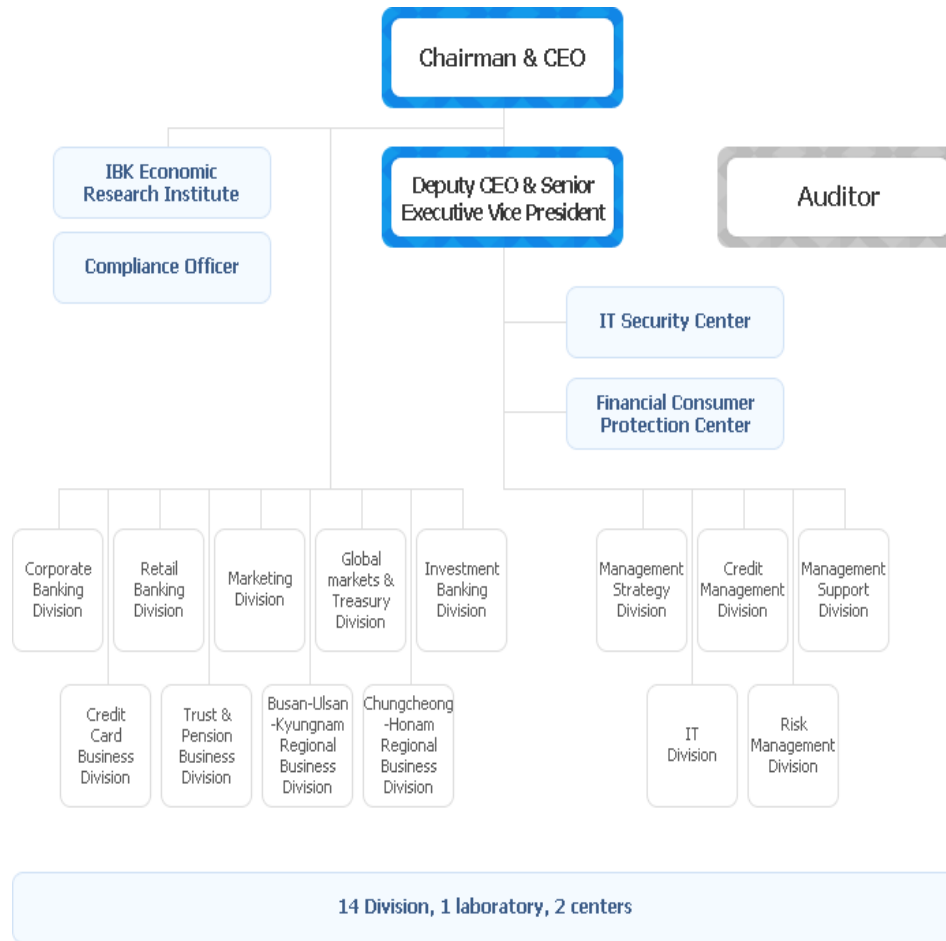 Chairman & CEO
IBK Economic
Research Institute
Deputy CEO & Senior
Executive Vice President
Auditor
Compliance Officer
IT Security Center
Financial Consumer
Protection Center
Corporate
Banking
Division
Retail
Banking
Division
Marketing
Division
Global
markets &
Treasury
Division
Investment
Banking
Division
Management
Strategy
Division
Credit
Management
Division
Management
Support
Division
Credit
Card
Business
Division
Trust &
Pension
Business
Division
Busan-Ulsan
-Kyungnam
Regional
Business
Division
Chungcheong
-Honam
Regional
Business
Division
IT
Division
Risk
Management
Division
14 Division, 1 laboratory, 2 centers